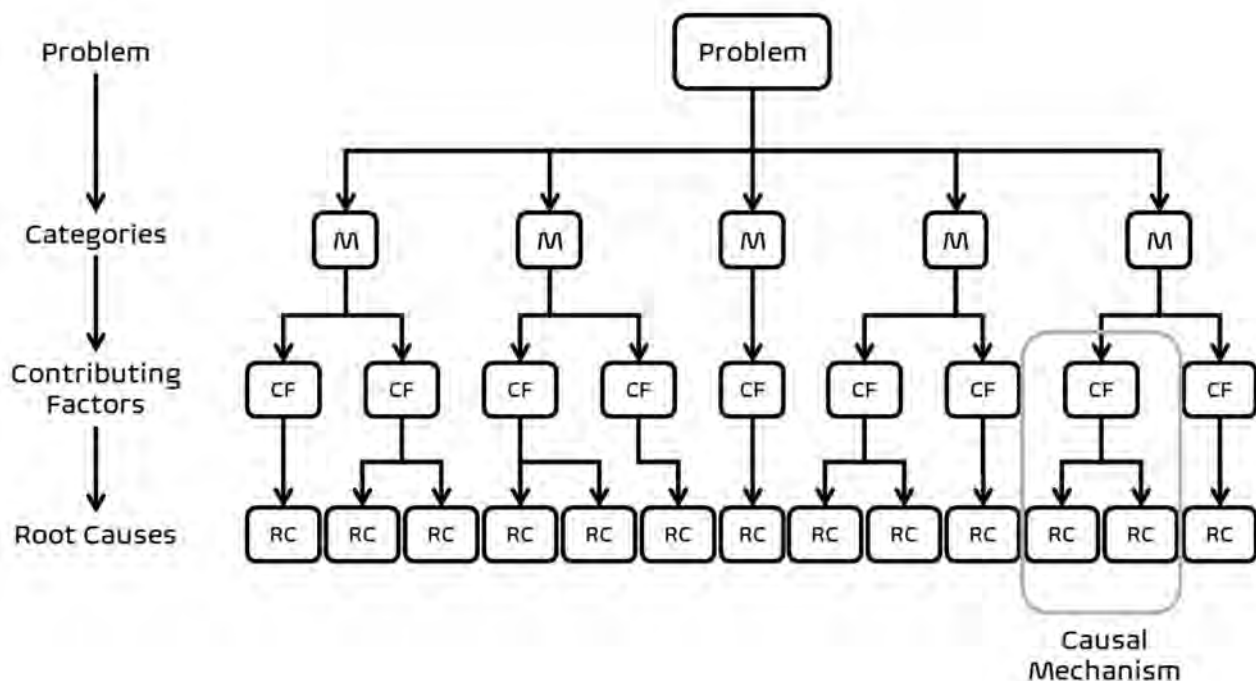 Problem
Problem
Categories
M M M M M
Contributing
Factors
CF CF CF CF CF CF CF CF CF
Root Causes
RC RC RC RC RC RC RC RC RC RC RC RC RC
Causal
Mechanism